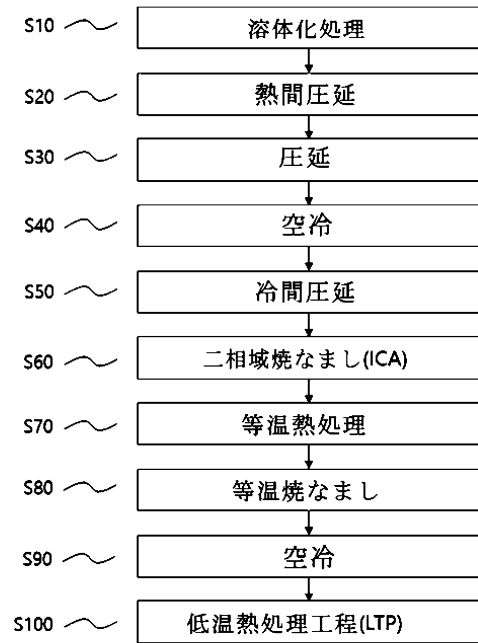 S10 溶体化処理
S20 熱間圧延
S30 圧延
S40 空冷
S50 冷間圧延
S60 二相域焼なまし(ICA)
S70 等温熱処理
S80 等温焼なまし
S90 空冷
S100 低温熱処理工程(LTP)